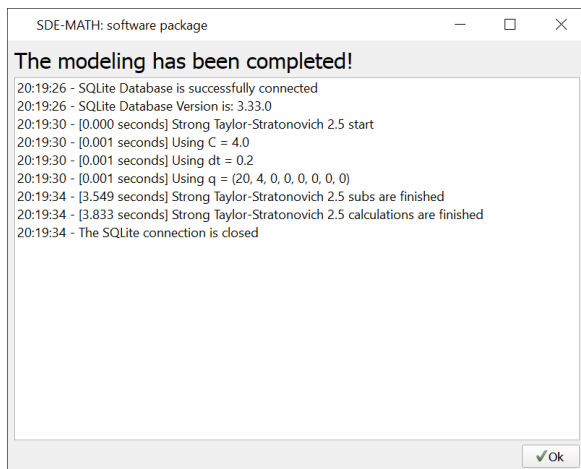 SDE-MATH: software package
The modeling has been completed!
20:19:26 - SQLite Database is successfully connected
20:19:26 - SQLite Database Version is: 3.33.0
20:19:30 - [0.000 seconds] Strong Taylor-Stratonovich 2.5 start
20:19:30 - [0.001 seconds] Using C = 4.0
20:19:30 - [0.001 seconds] Using dt = 0.2
20:19:30 - [0.001 seconds] Using q = (20, 4, 0, 0, 0, 0, 0, 0)
20:19:34 - [3.549 seconds] Strong Taylor-Stratonovich 2.5 subs are finished
20:19:34 - [3.833 seconds] Strong Taylor-Stratonovich 2.5 calculations are finished
20:19:34 - The SQLite connection is closed
Ok